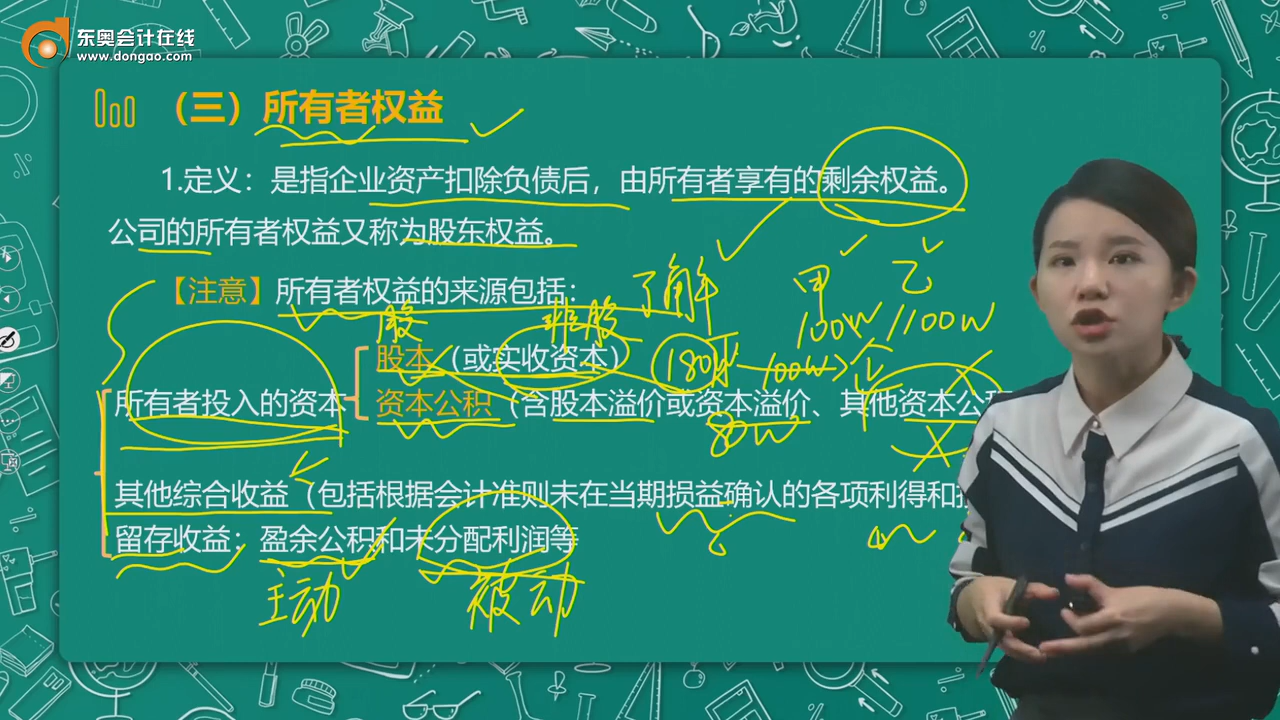 东奥会计在线
www.dongao.com
（三）所有者权益
1.定义：是指企业资产扣除负债后，由所有者享有的剩余权益。
公司的所有者权益又称为股东权益。
【注意】所有者权益的来源包括：
了解
甲 乙
100W 1100W
股 非股
股本（或实收资本）
180 100W
所有者投入的资本
资本公积（含股本溢价或资本溢价、其他资本公积
80W
其他综合收益（包括根据会计准则未在当期损益确认的各项利得和
留存收益：盈余公积和未分配利润等
主动 被动